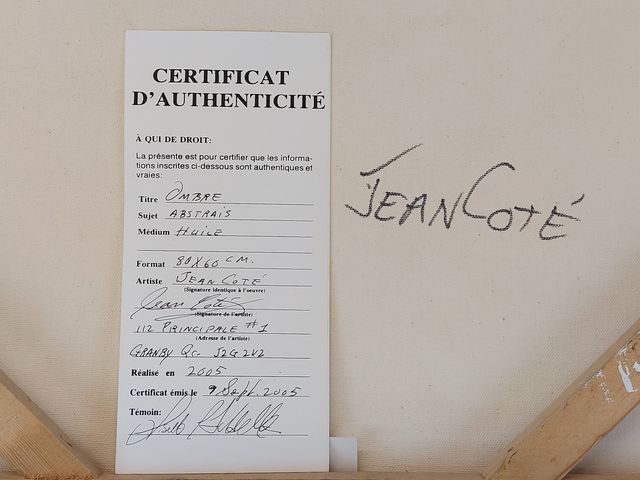 CERTIFICAT
D'AUTHENTICITÉ
À QUI DE DROIT:
La présente est pour certifier que les informa-
tions inscrites ci-dessous sont authentiques et
vraies:
Titre OMBRE
Sujet ABSTRAIS
Médium HUILE
Format 80 X 60 CM.
Artiste JEAN COTÉ
(Signature identique à l'oeuvre)
Jean Coté
(Signature de l'artiste)
112 PRINCIPALE #1
(Adresse de l'artiste)
GRANBY Qc. J2G 2V2
Réalisé en 2005
Certificat émis le 9 Sept. 2005
Témoin:
JEAN COTÉ